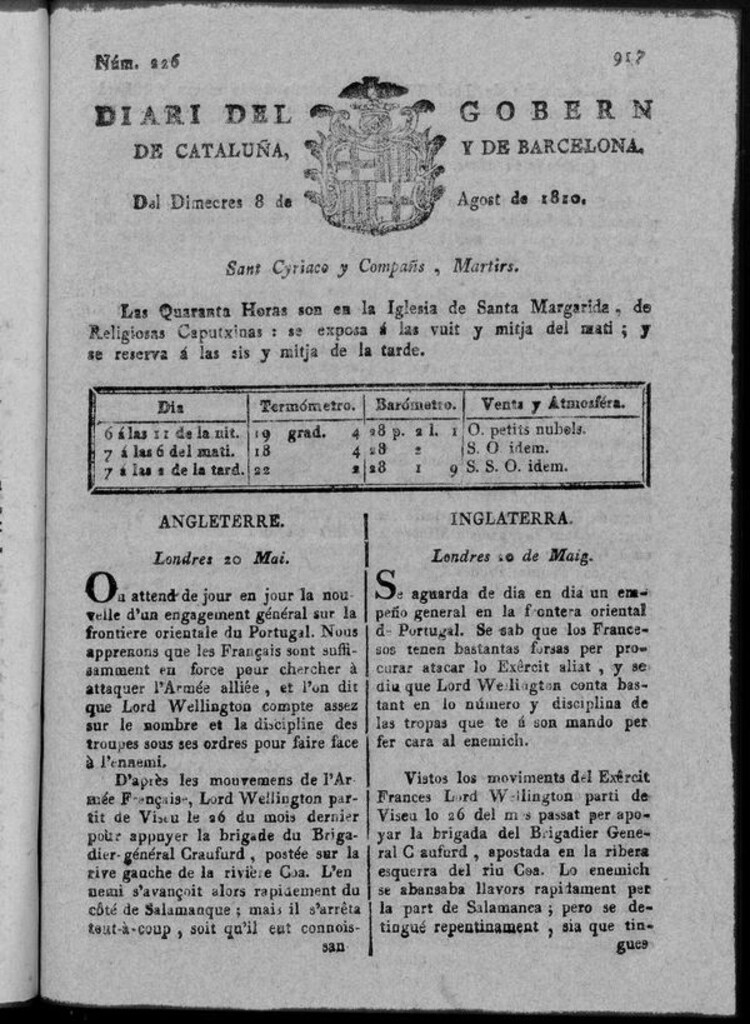 Núm. 226
917
DIARI DEL GOBERN
DE CATALUÑA, Y DE BARCELONA.
Del Dimecres 8 de Agost de 1810.
Sant Cyriaco y Compañs, Martirs.
Las Quaranta Horas son en la Iglesia de Santa Margarida, de
Religiosas Caputxinas: se exposa á las vuit y mitja del mati; y
se reserva á las sis y mitja de la tarde.
Dia Termómetro. Barómetro. Vents y Atmosféra.
6 á las 11 de la nit. 19 grad. 4 28 p. 2 l. 1 O. petits nubols.
7 á las 6 del mati. 18 4 28 2 S. O idem.
7 á las 2 de la tard. 22 2 28 1 9 S. S. O. idem.
ANGLETERRE.
Londres 20 Mai.
On attend de jour en jour la nou-
velle d'un engagement général sur la
frontiere orientale du Portugal. Nous
apprenons que les Français sont suffi-
samment en force pour chercher à
attaquer l'Armée alliée, et l'on dit
que Lord Wellington compte assez
sur le nombre et la discipline des
troupes sous ses ordres pour faire face
à l'ennemi.
D'après les mouvemens de l'Ar-
mée Française, Lord Wellington par-
tit de Viseu le 26 du mois dernier
pour appuyer la brigade du Briga-
dier-général Craufurd, postée sur la
rive gauche de la rivière Coa. L'en
nemi s'avançoit alors rapidement du
côté de Salamanque; mais il s'arrêta
tout-à-coup, soit qu'il eut connois-
san-
INGLATERRA.
Londres 20 de Maig.
Se aguarda de dia en dia un em-
peño general en la frontera oriental
de Portugal. Se sab que los France-
sos tenen bastantas forsas per pro-
curar atacar lo Exêrcit aliat, y se
diu que Lord Wellington conta bas-
tant en lo número y disciplina de
las tropas que te á son mando per
fer cara al enemich.
Vistos los moviments del Exêrcit
Frances Lord Wellington parti de
Viseu lo 26 del mes passat per apo-
yar la brigada del Brigadier Gene-
ral Craufurd, apostada en la ribera
esquerra del riu Coa. Lo enemich
se abansaba llavors rapidament per
la part de Salamanca; pero se de-
tingué repentinament, sia que tin-
gues